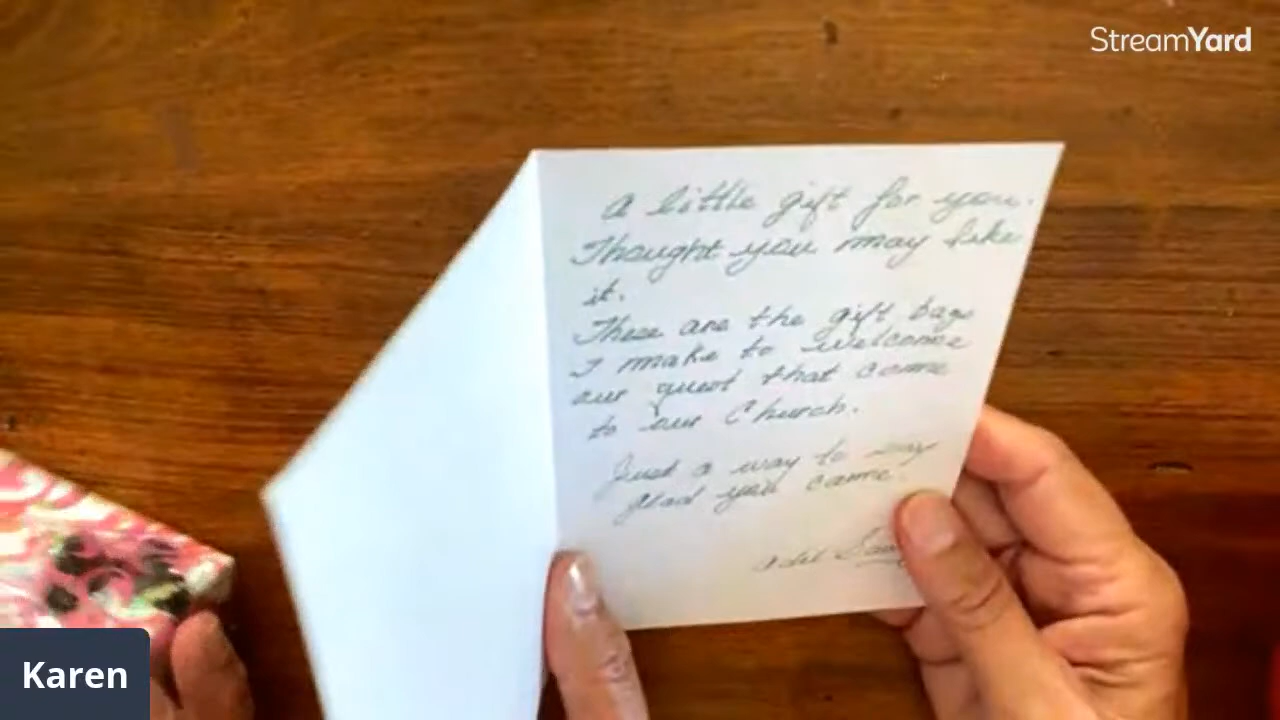 StreamYard
A little gift for you.
Thought you may like
it.
These are the gift bags
I make to welcome
our guest that came
to our Church.
Just a way to say
glad you came.
Karen